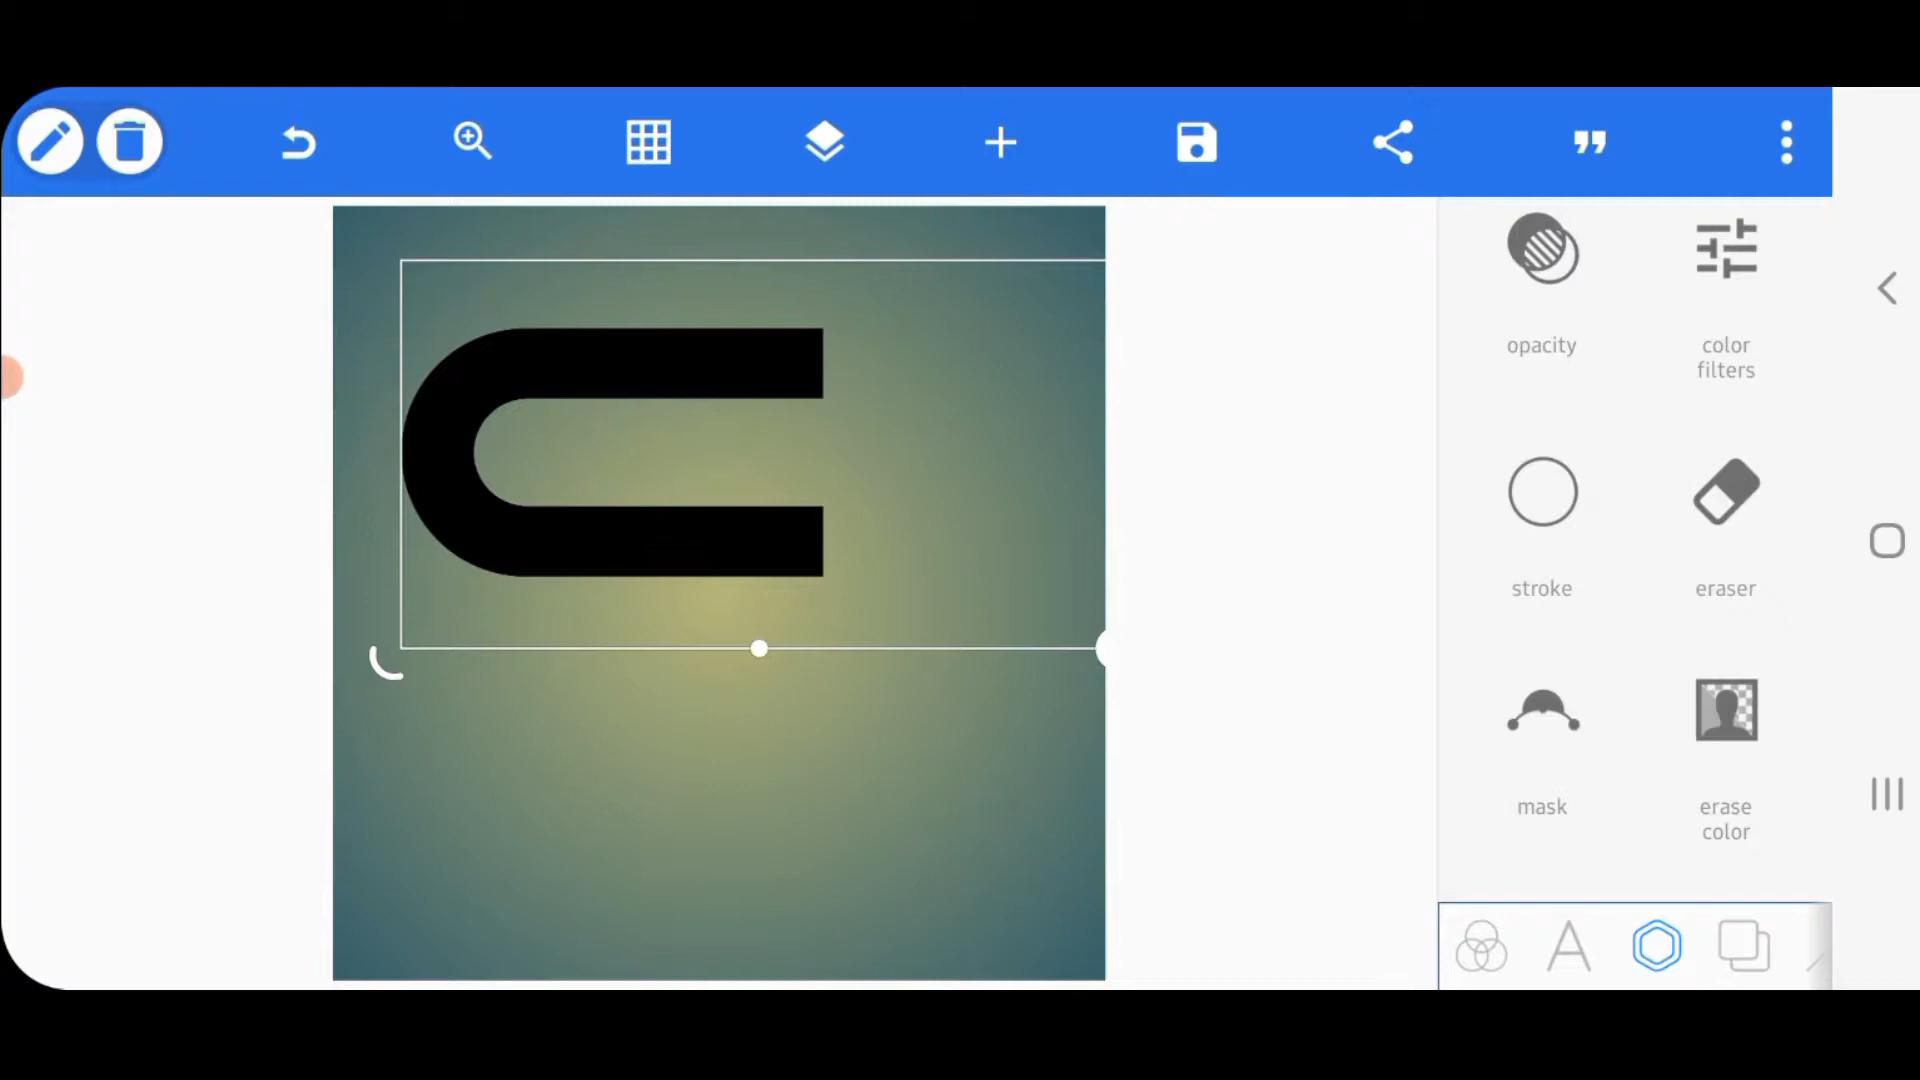 opacity
color
filters
stroke
eraser
mask
erase
color